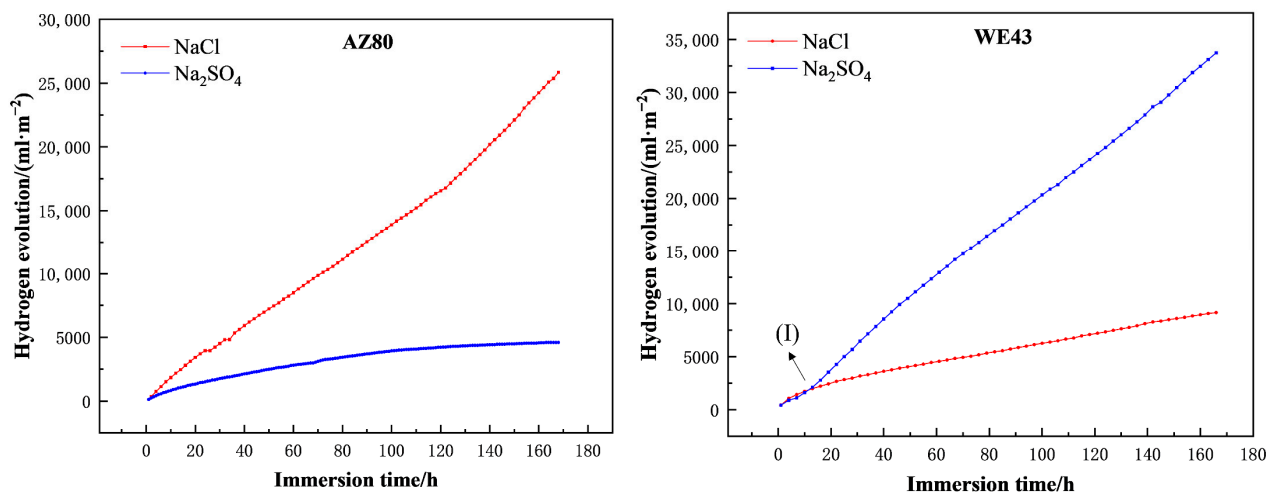 AZ80
NaCl
Na₂SO₄
Hydrogen evolution/(ml·m⁻²)
30, 000
25, 000
20, 000
15, 000
10, 000
5000
0
0 20 40 60 80 100 120 140 160 180
Immersion time/h
WE43
NaCl
Na₂SO₄
(I)
Hydrogen evolution/(ml·m⁻²)
35, 000
30, 000
25, 000
20, 000
15, 000
10, 000
5000
0
0 20 40 60 80 100 120 140 160 180
Immersion time/h